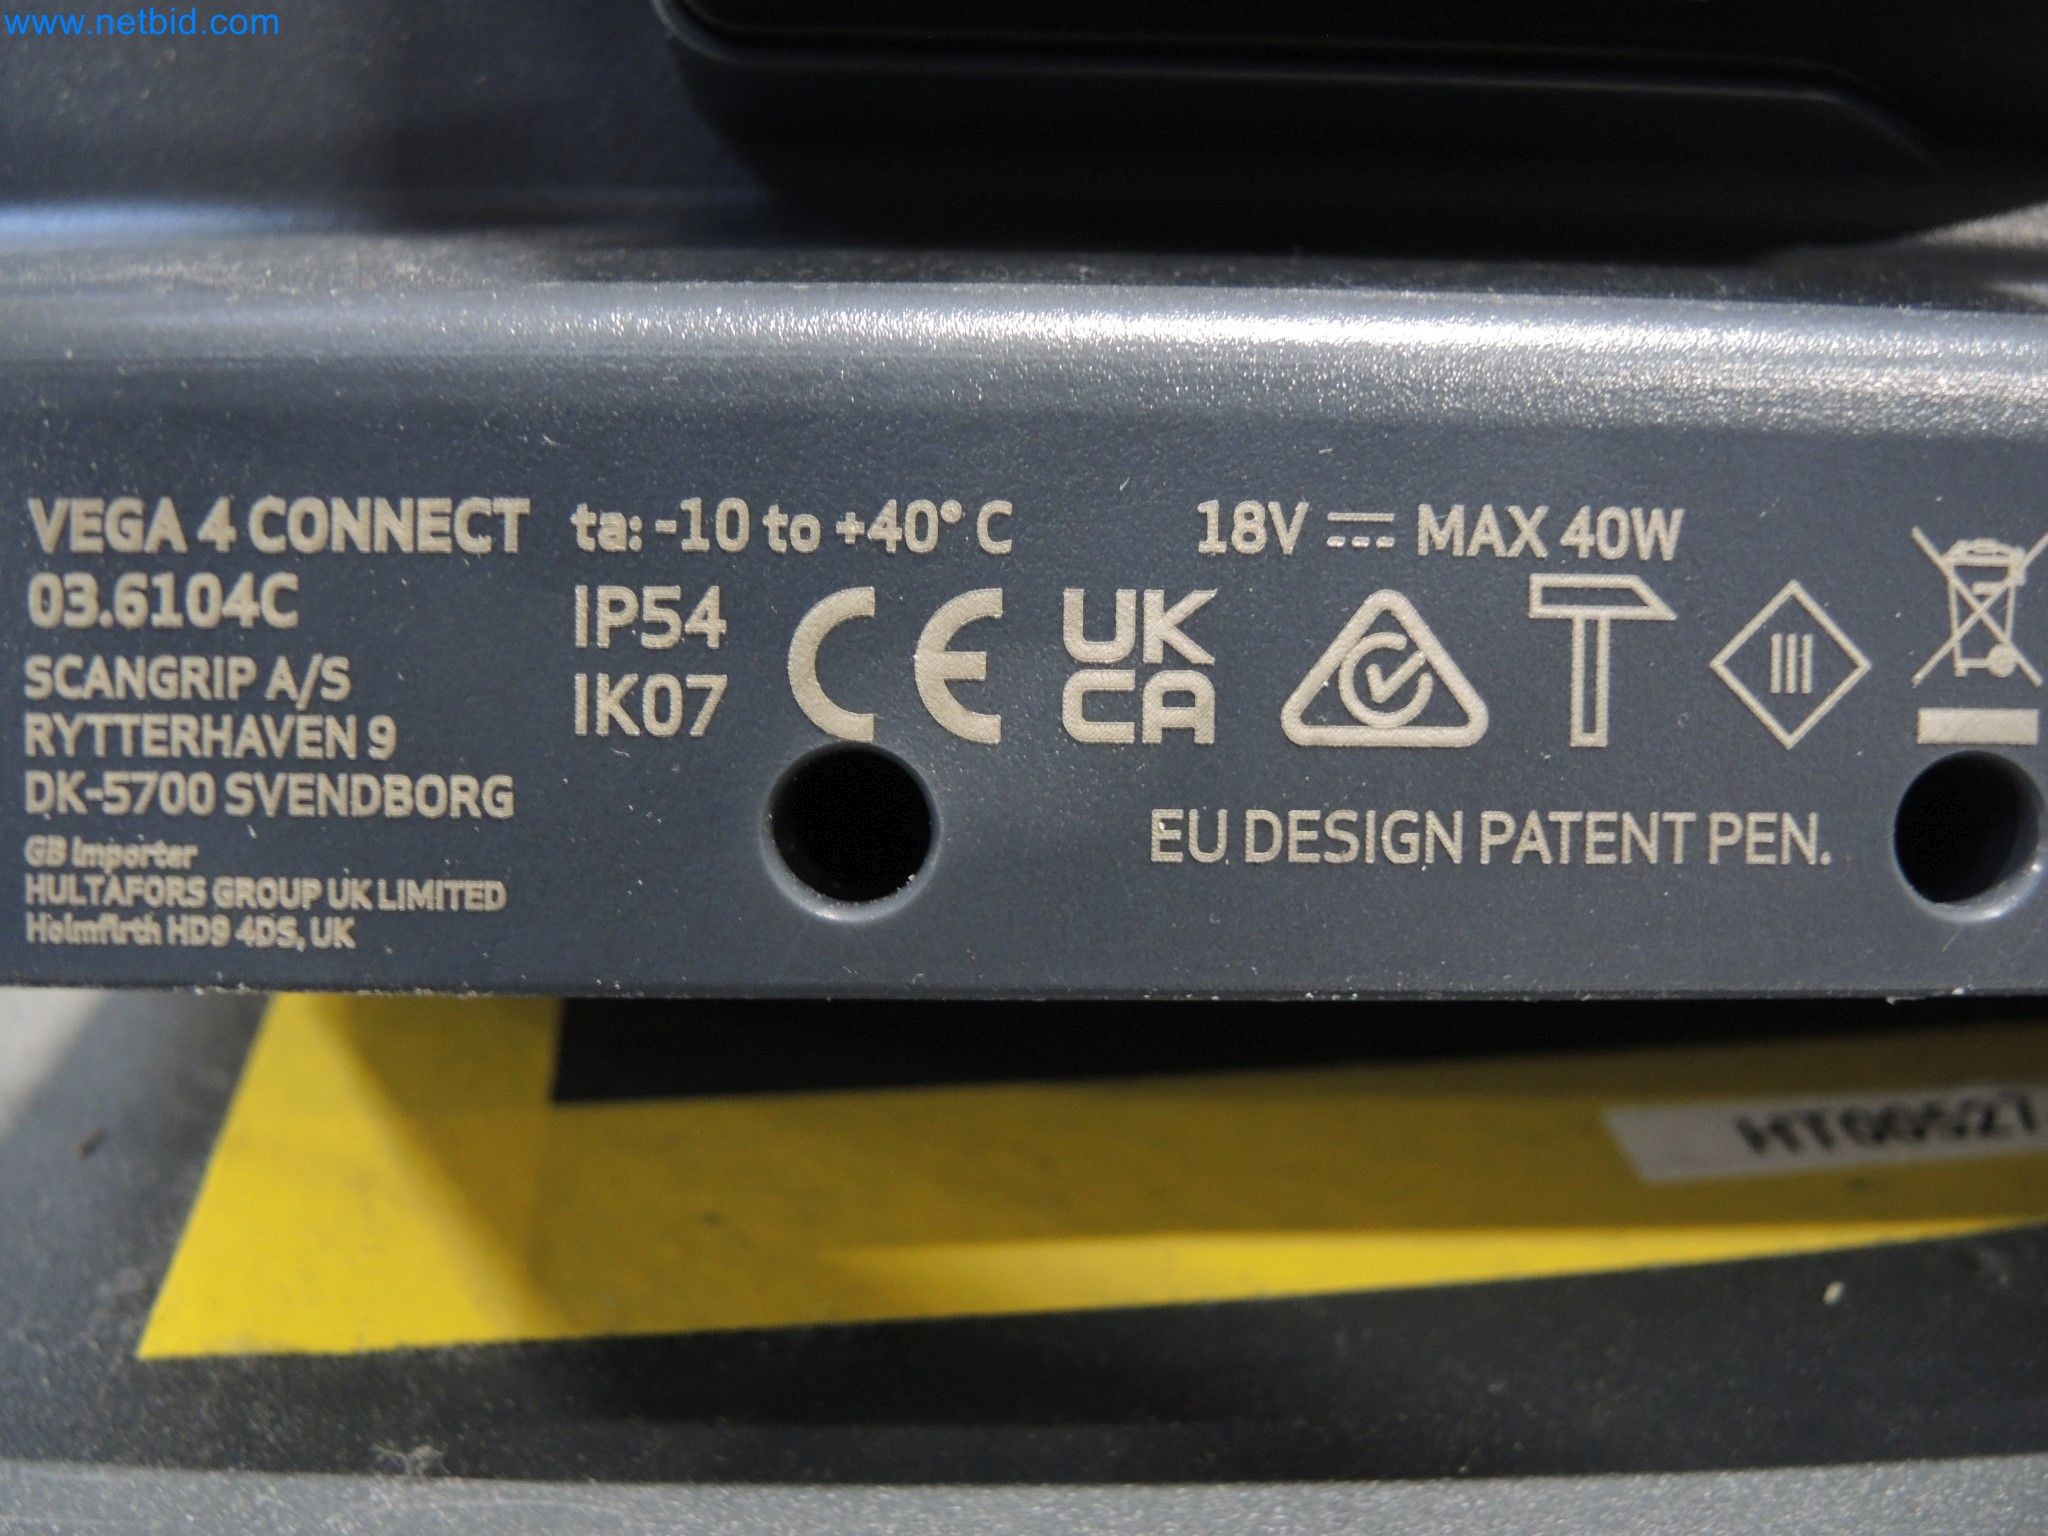 www.netbid.com
VEGA 4 CONNECT
03.6104C
SCANGRIP A/S
RYTTERHAVEN 9
DK-5700 SVENDBORG
GB Importer
HULTAFORS GROUP UK LIMITED
Holmfirth HD9 4DS, UK
ta: -10 to +40° C
IP54
IK07
CE
UK
CA
18V ⎓ MAX 40W
III
EU DESIGN PATENT PEN.